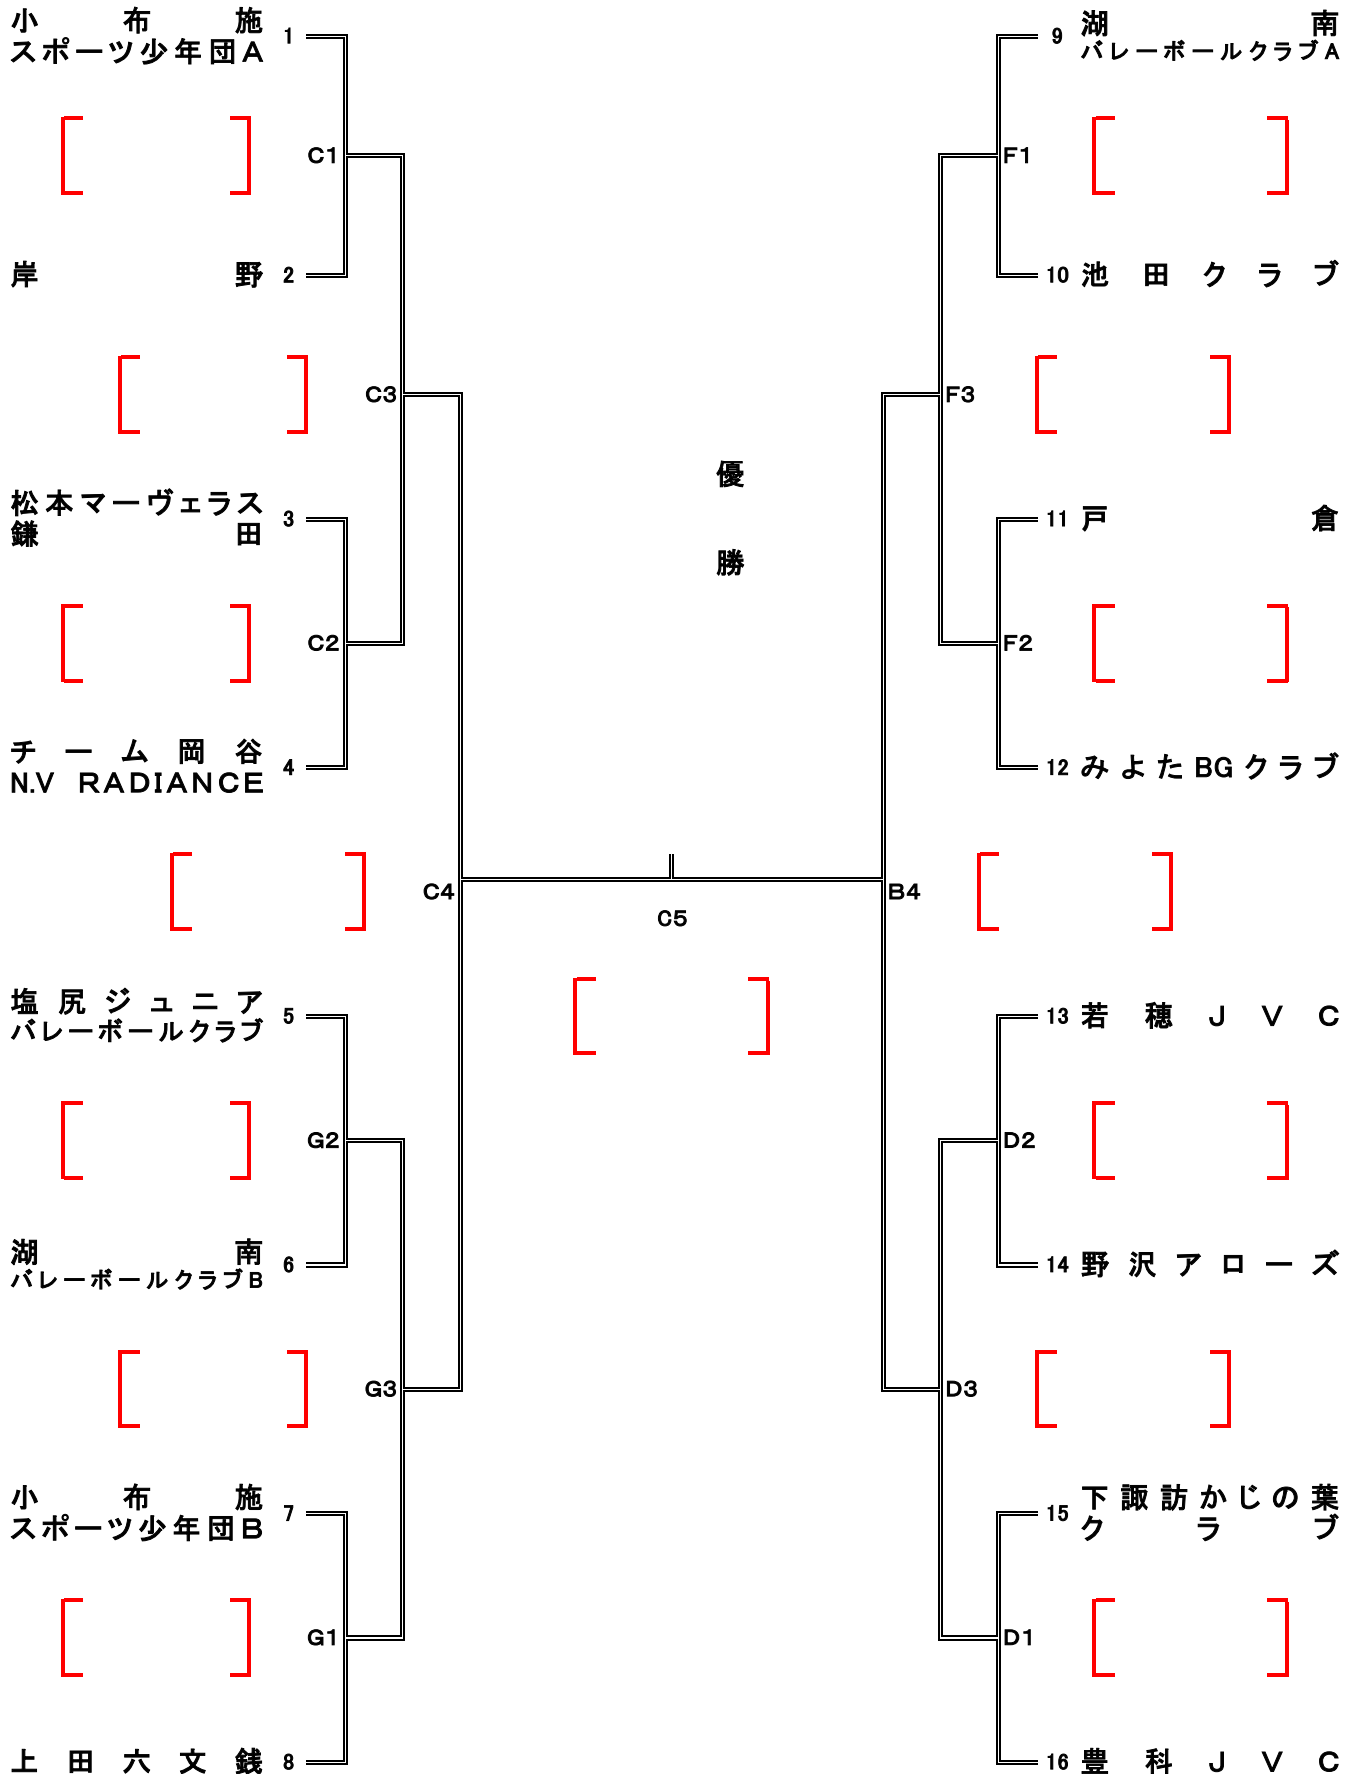 小布施
スポーツ少年団A
1
C1
岸野
2
C3
松本マーヴェラス
鎌田
3
C2
チーム岡谷
N.V RADIANCE
4
C4
塩尻ジュニア
バレーボールクラブ
5
G2
湖南
バレーボールクラブB
6
G3
小布施
スポーツ少年団B
7
G1
上田六文銭
8
優
勝
C5
9
湖南
バレーボールクラブA
F1
10
池田クラブ
F3
11
戸倉
F2
12
みよたBGクラブ
B4
13
若穂JVC
D2
14
野沢アローズ
D3
15
下諏訪かじの葉
クラブ
D1
16
豊科JVC